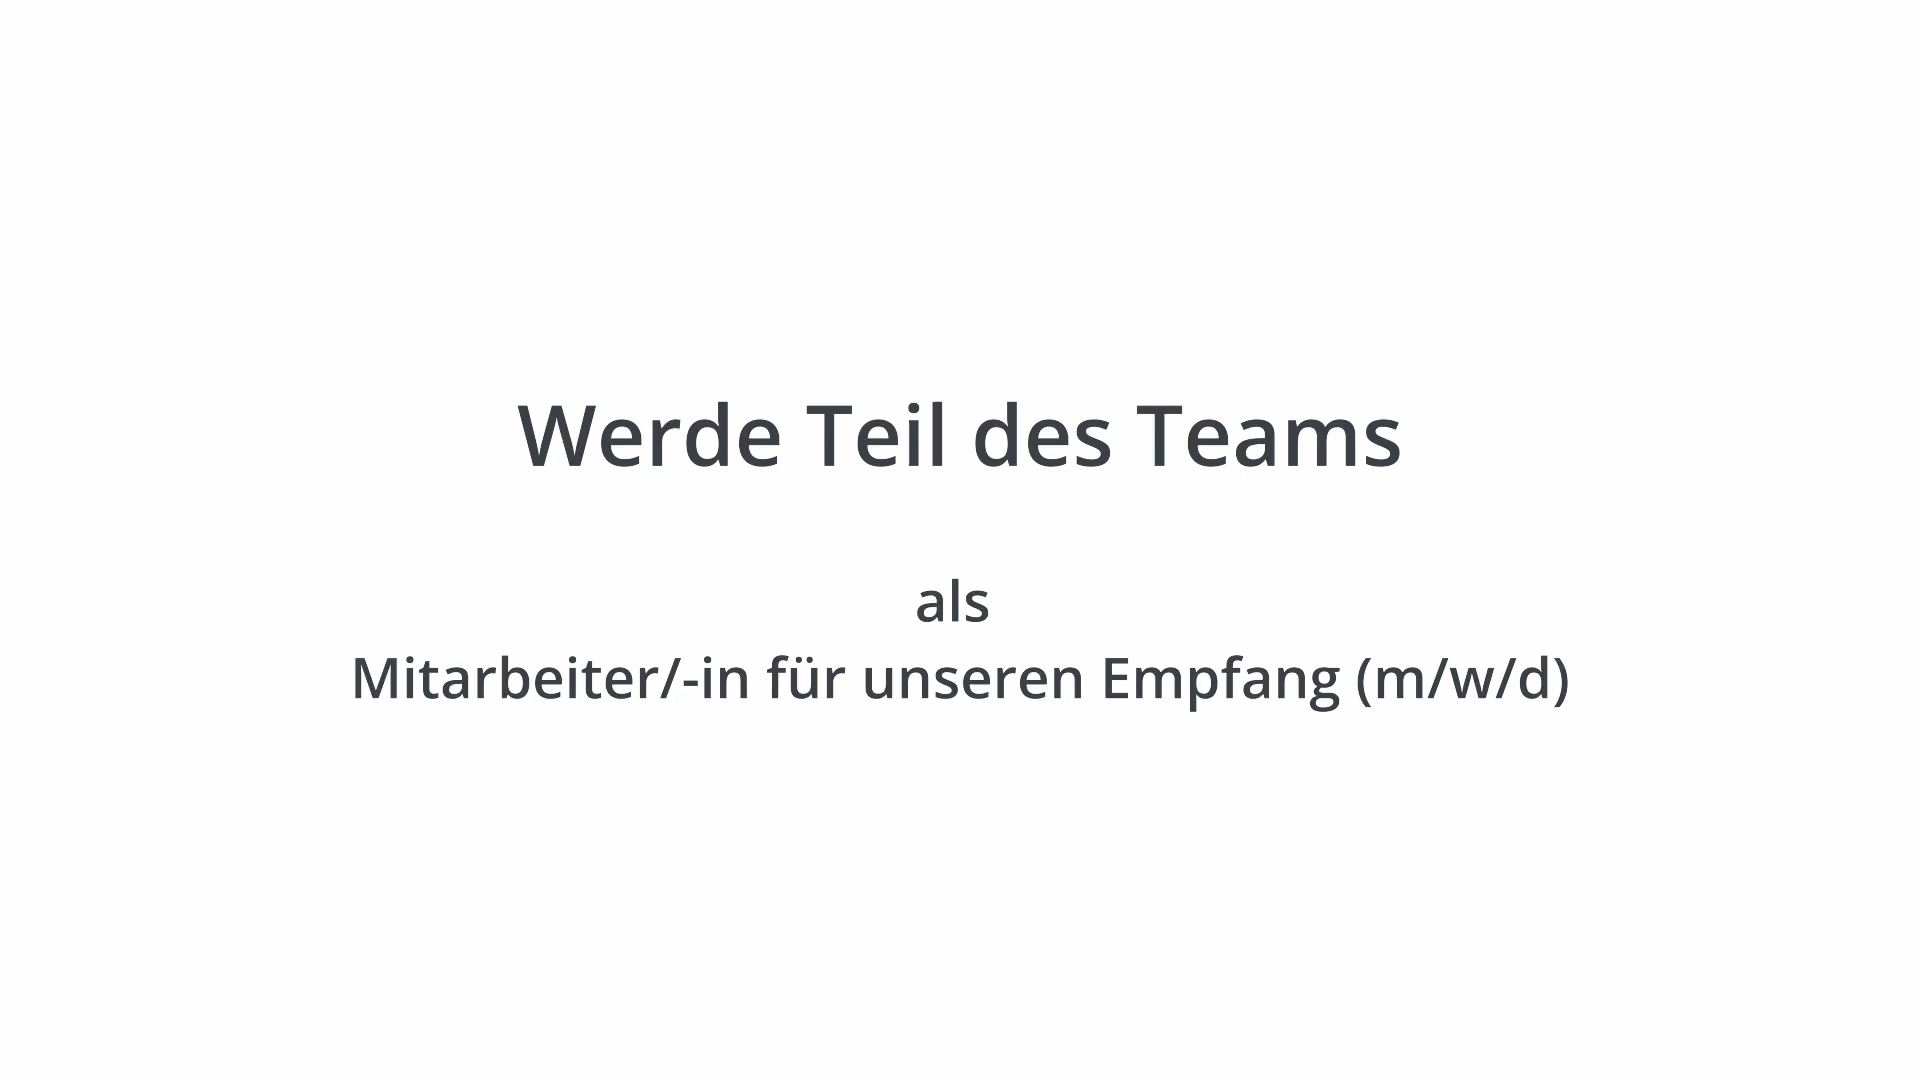 Werde Teil des Teams
als
Mitarbeiter/-in für unseren Empfang (m/w/d)